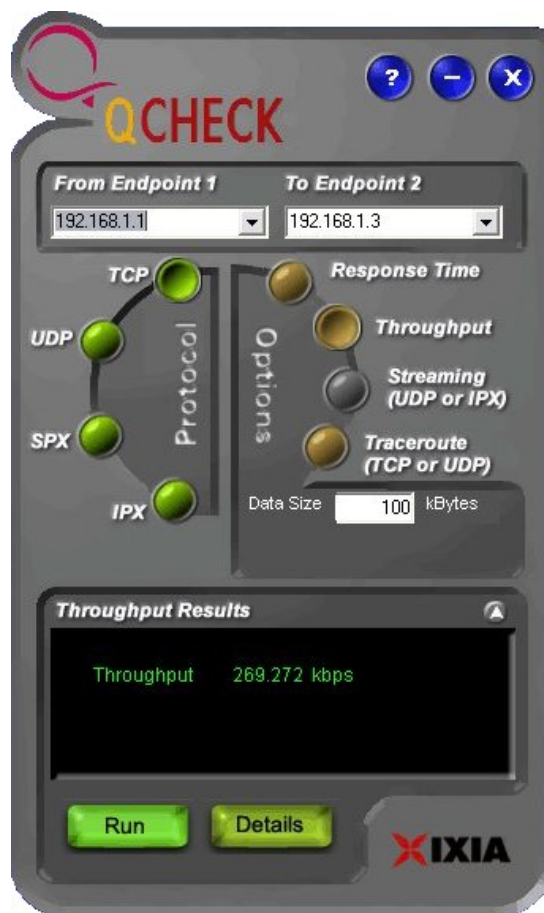 ? − X
QCHECK
From Endpoint 1 To Endpoint 2
192.168.1.1 192.168.1.3
TCP Response Time
UDP Throughput
Protocol Options
Streaming
(UDP or IPX)
SPX Traceroute
(TCP or UDP)
IPX
Data Size 100 kBytes
Throughput Results
Throughput 269.272 kbps
Run Details
XIXIA